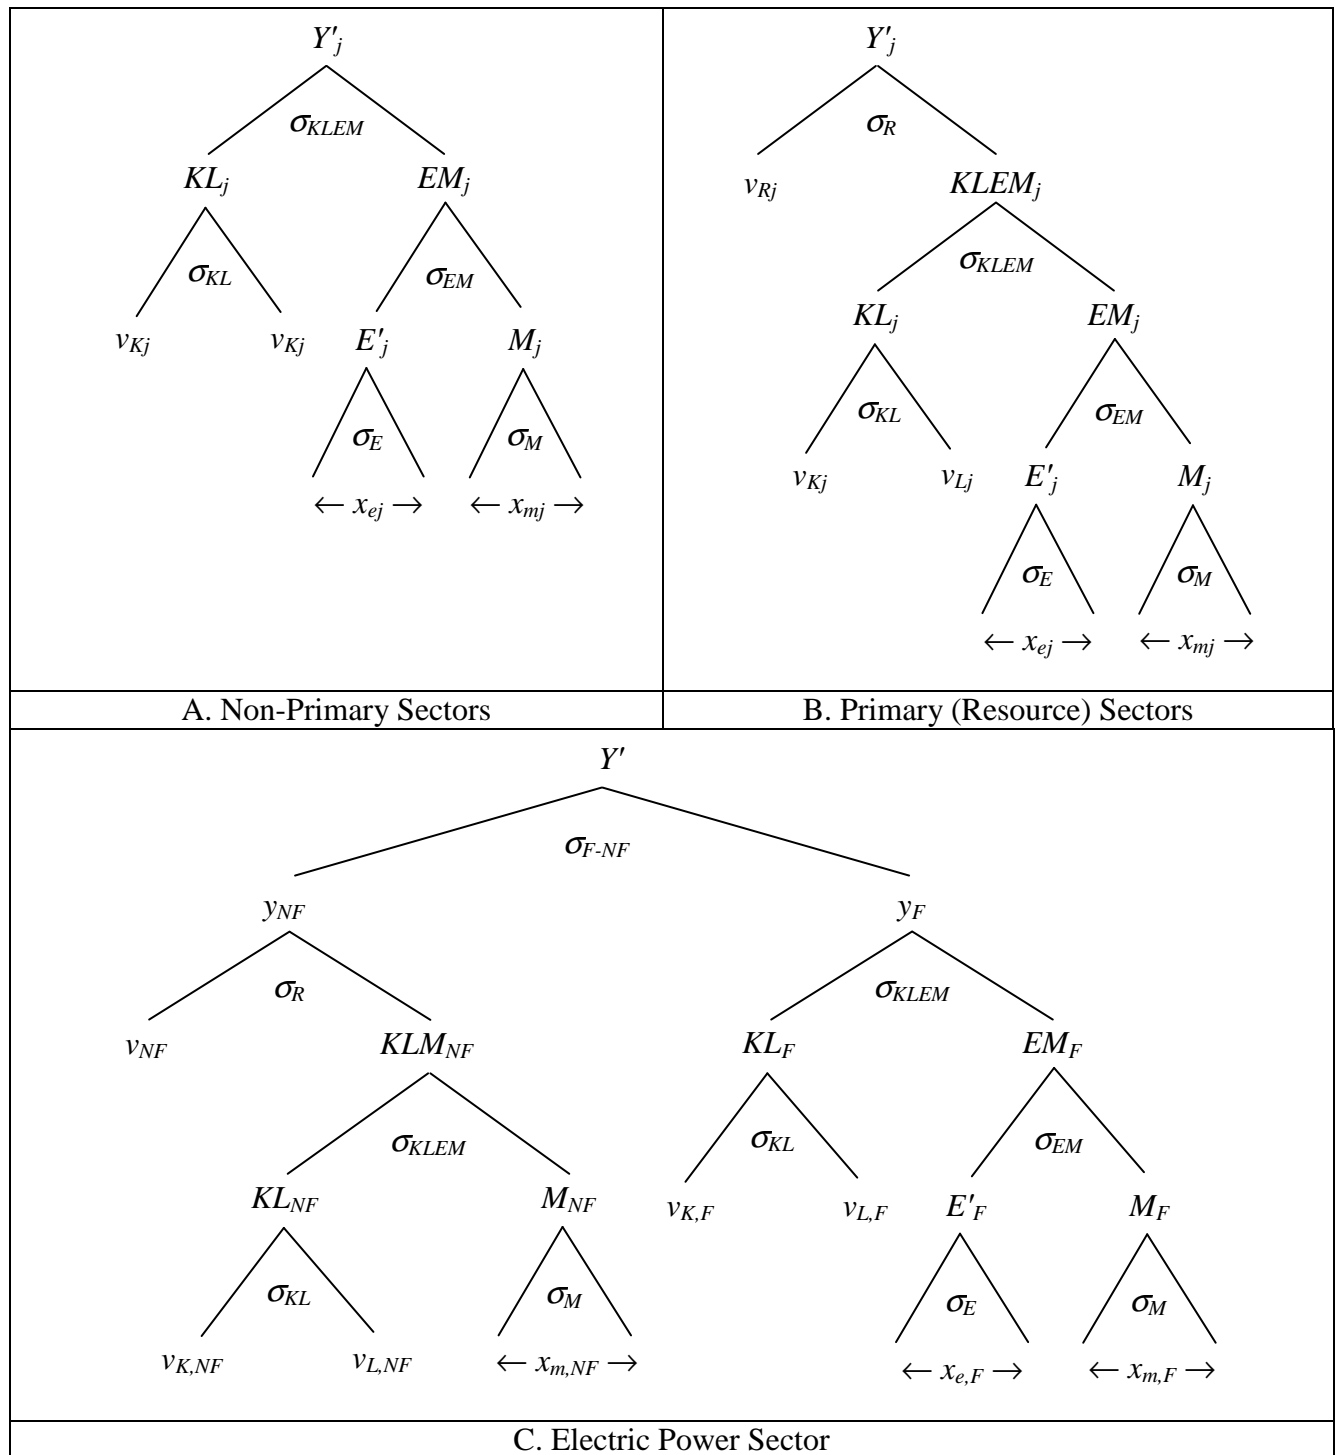 Y'j
σKLEM
KLj EMj
σKL σEM
vKj vKj E'j Mj
σE σM
← xej → ← xmj →
A. Non-Primary Sectors
Y'j
σR
vRj KLEMj
σKLEM
KLj EMj
σKL σEM
vKj vLj E'j Mj
σE σM
← xej → ← xmj →
B. Primary (Resource) Sectors
Y'
σF-NF
yNF yF
σR σKLEM
vNF KLMNF KLF EMF
σKLEM σKL σEM
KLNF MNF vK,F vL,F E'F MF
σKL σM σE σM
vK,NF vL,NF ← xm,NF → ← xe,F → ← xm,F →
C. Electric Power Sector